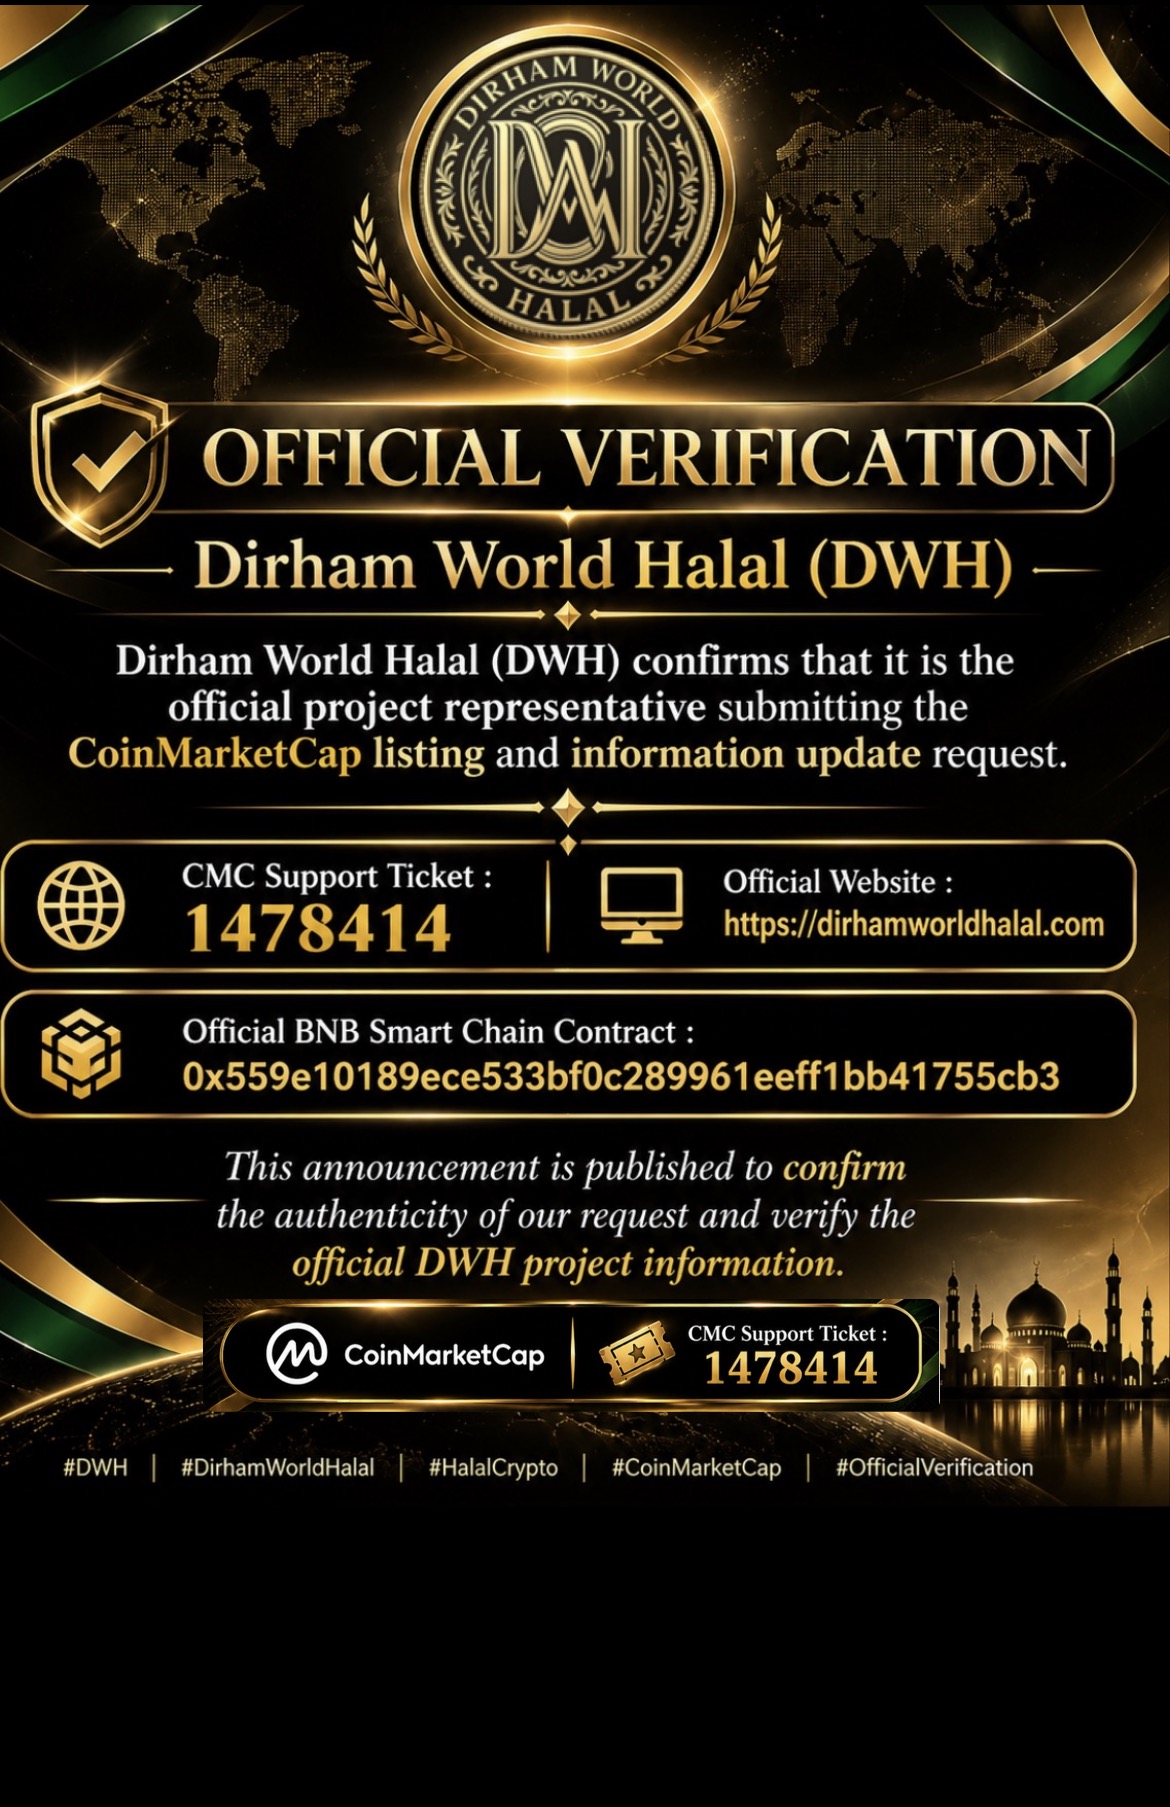 DIRHAM WORLD
HALAL
OFFICIAL VERIFICATION
Dirham World Halal (DWH)
Dirham World Halal (DWH) confirms that it is the
official project representative submitting the
CoinMarketCap listing and information update request.
CMC Support Ticket :
1478414
Official Website :
https://dirhamworldhalal.com
Official BNB Smart Chain Contract :
0x559e10189ece533bf0c289961eeff1bb41755cb3
This announcement is published to confirm
the authenticity of our request and verify the
official DWH project information.
CoinMarketCap
CMC Support Ticket :
1478414
#DWH | #DirhamWorldHalal | #HalalCrypto | #CoinMarketCap | #OfficialVerification